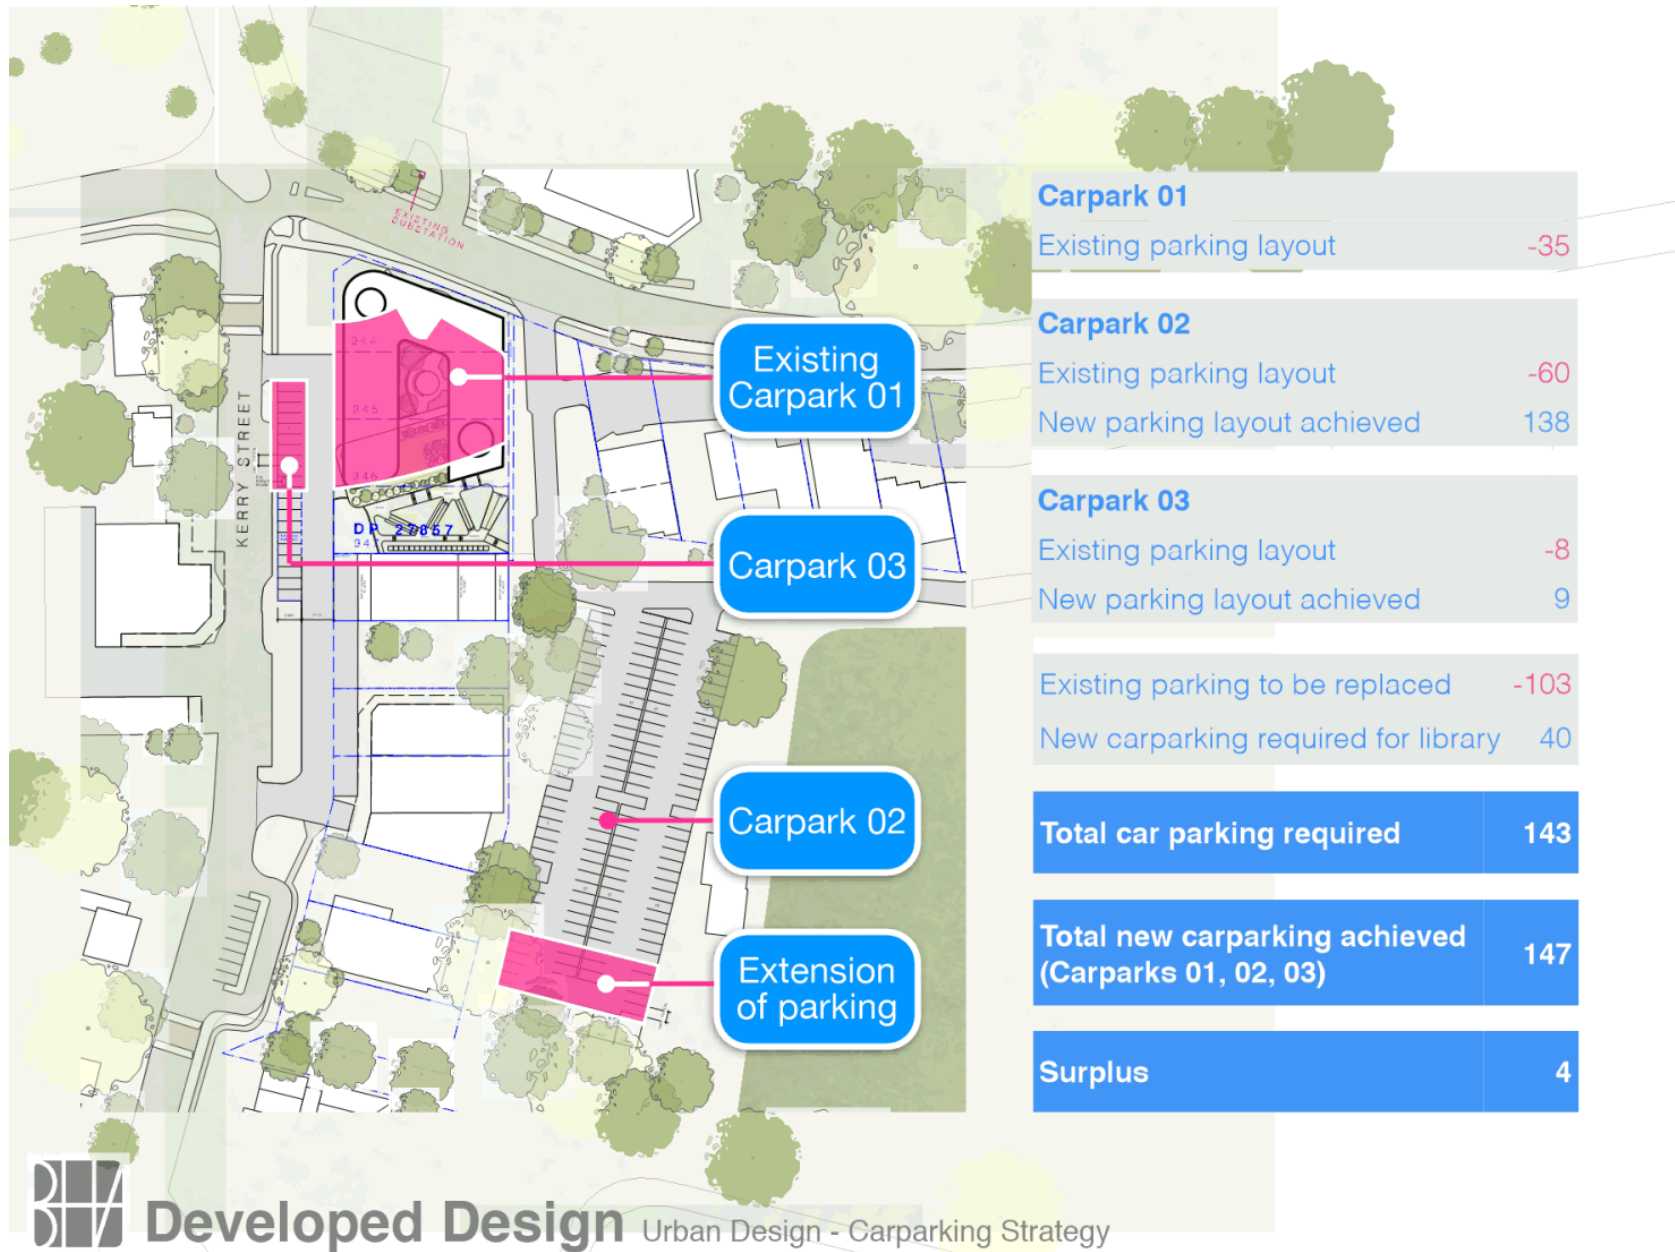 EXISTING
SUBSTATION
KERRY STREET
344
345
346
DP 27857
Existing
Carpark 01
Carpark 03
Carpark 02
Extension
of parking
Carpark 01
Existing parking layout -35
Carpark 02
Existing parking layout -60
New parking layout achieved 138
Carpark 03
Existing parking layout -8
New parking layout achieved 9
Existing parking to be replaced -103
New carparking required for library 40
Total car parking required 143
Total new carparking achieved
(Carparks 01, 02, 03) 147
Surplus 4
Developed Design Urban Design - Carparking Strategy